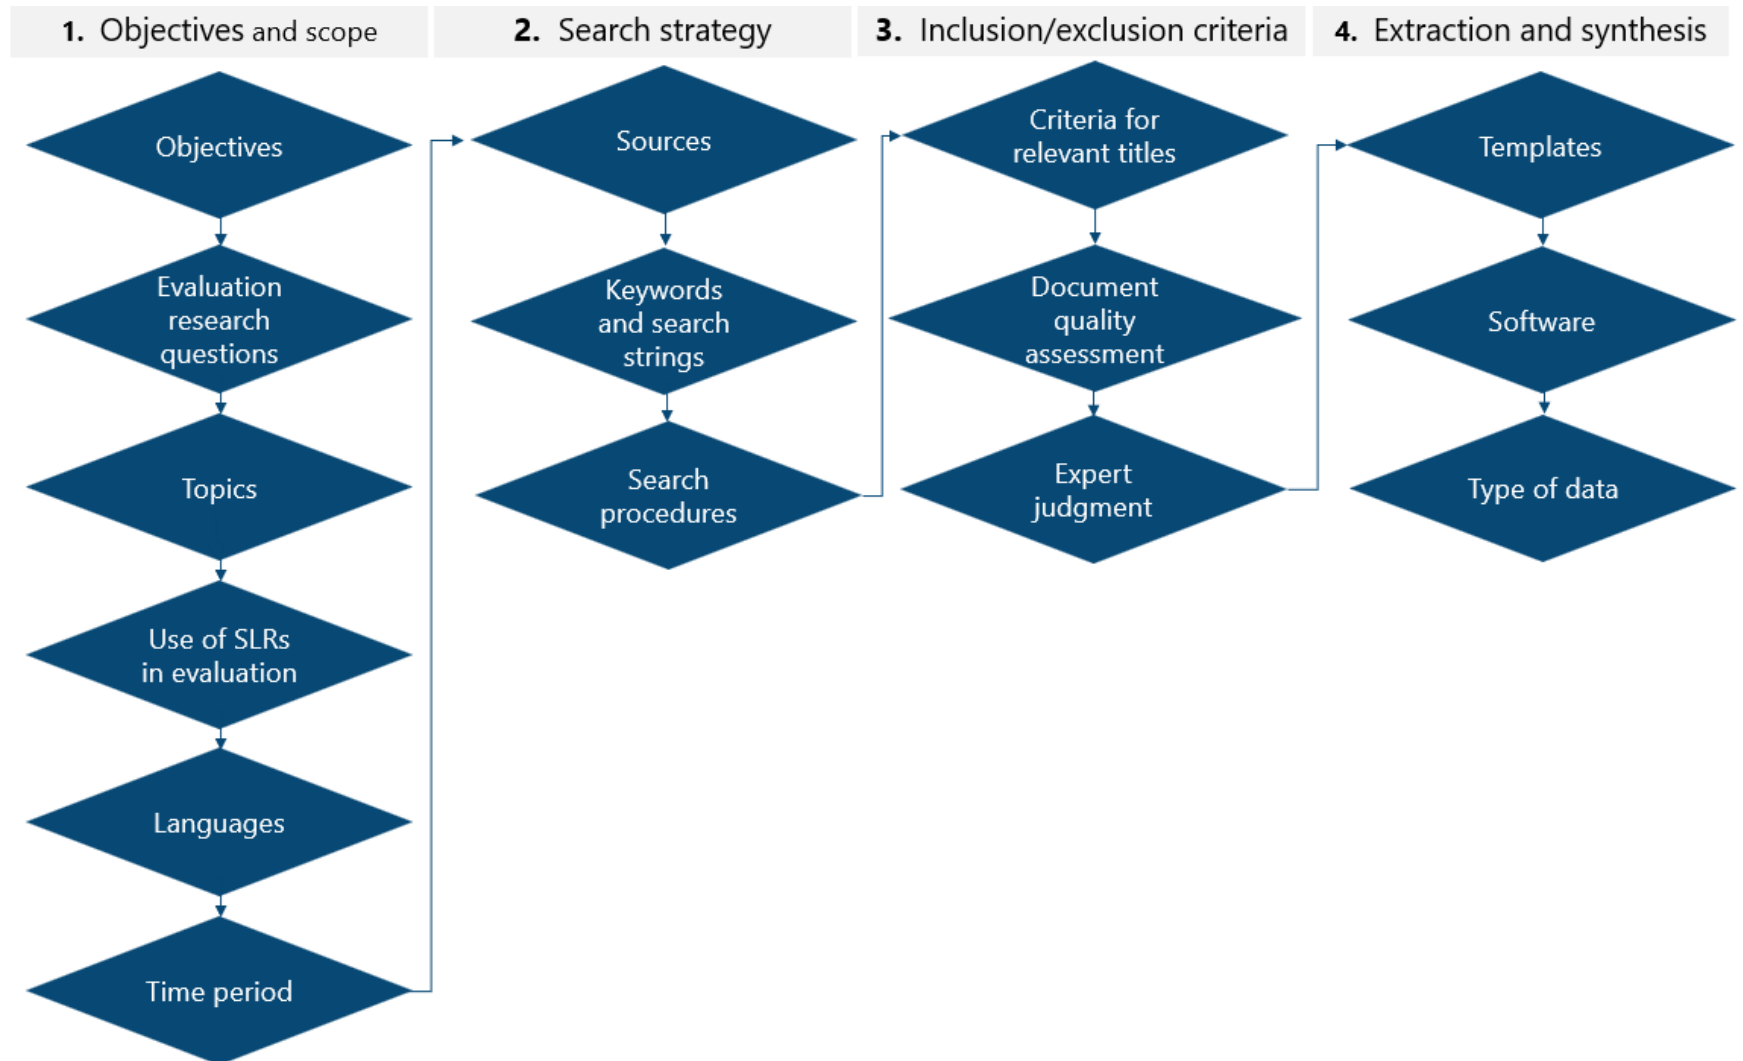 1. Objectives and scope
Objectives
Evaluation
research
questions
Topics
Use of SLRs
in evaluation
Languages
Time period
2. Search strategy
Sources
Keywords
and search
strings
Search
procedures
3. Inclusion/exclusion criteria
Criteria for
relevant titles
Document
quality
assessment
Expert
judgment
4. Extraction and synthesis
Templates
Software
Type of data